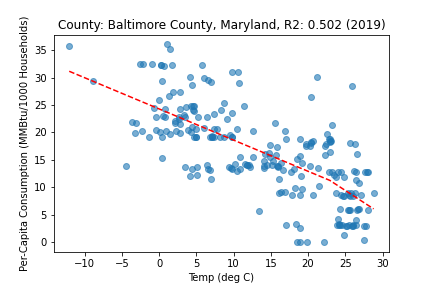 County: Baltimore County, Maryland, R2: 0.502 (2019)
Per-Capita Consumption (MMBtu/1000 Households)
35
30
25
20
15
10
5
0
−10 −5 0 5 10 15 20 25 30
Temp (deg C)